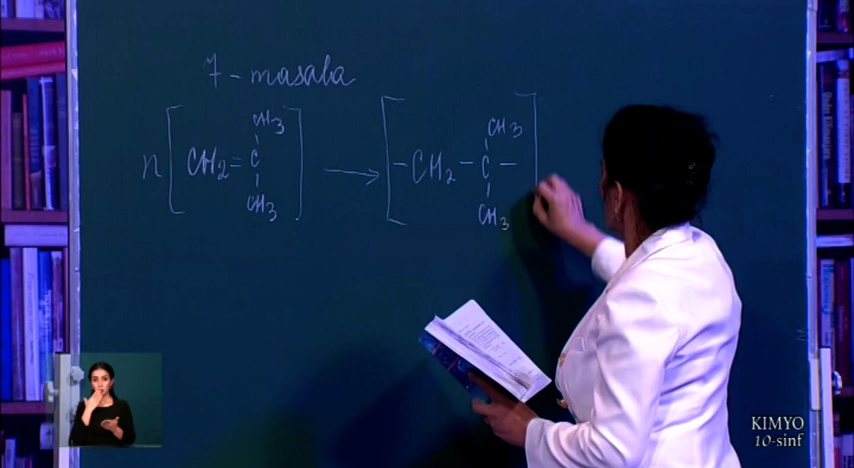 7 - masala
CH3
CH3
n[CH2=C] → [-CH2-C-]
CH3
CH3
KIMYO
10-sinf